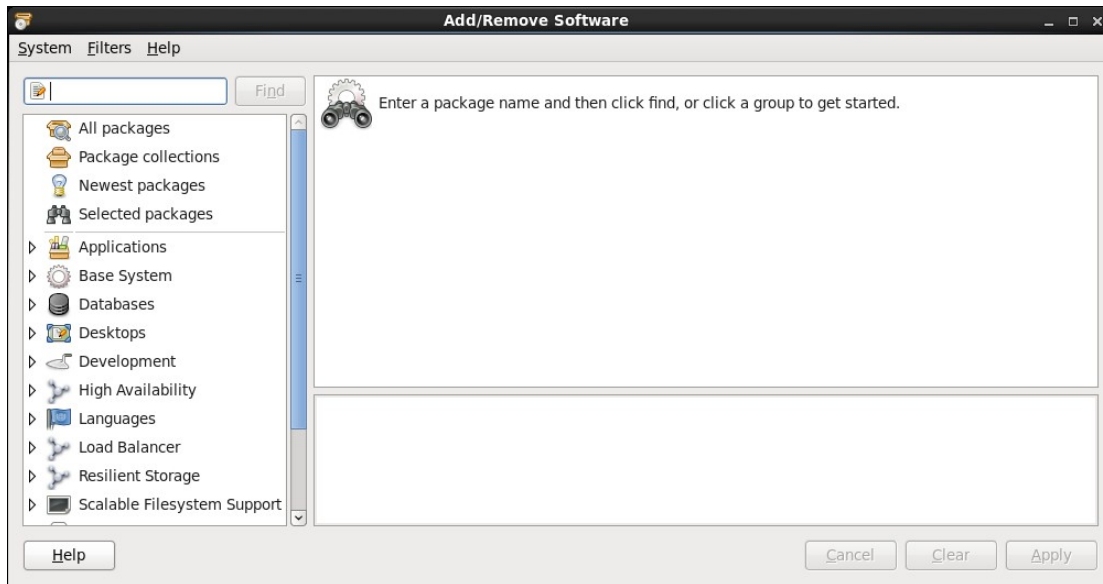 Add/Remove Software
System Filters Help
Find
Enter a package name and then click find, or click a group to get started.
All packages
Package collections
Newest packages
Selected packages
Applications
Base System
Databases
Desktops
Development
High Availability
Languages
Load Balancer
Resilient Storage
Scalable Filesystem Support
Help
Cancel Clear Apply